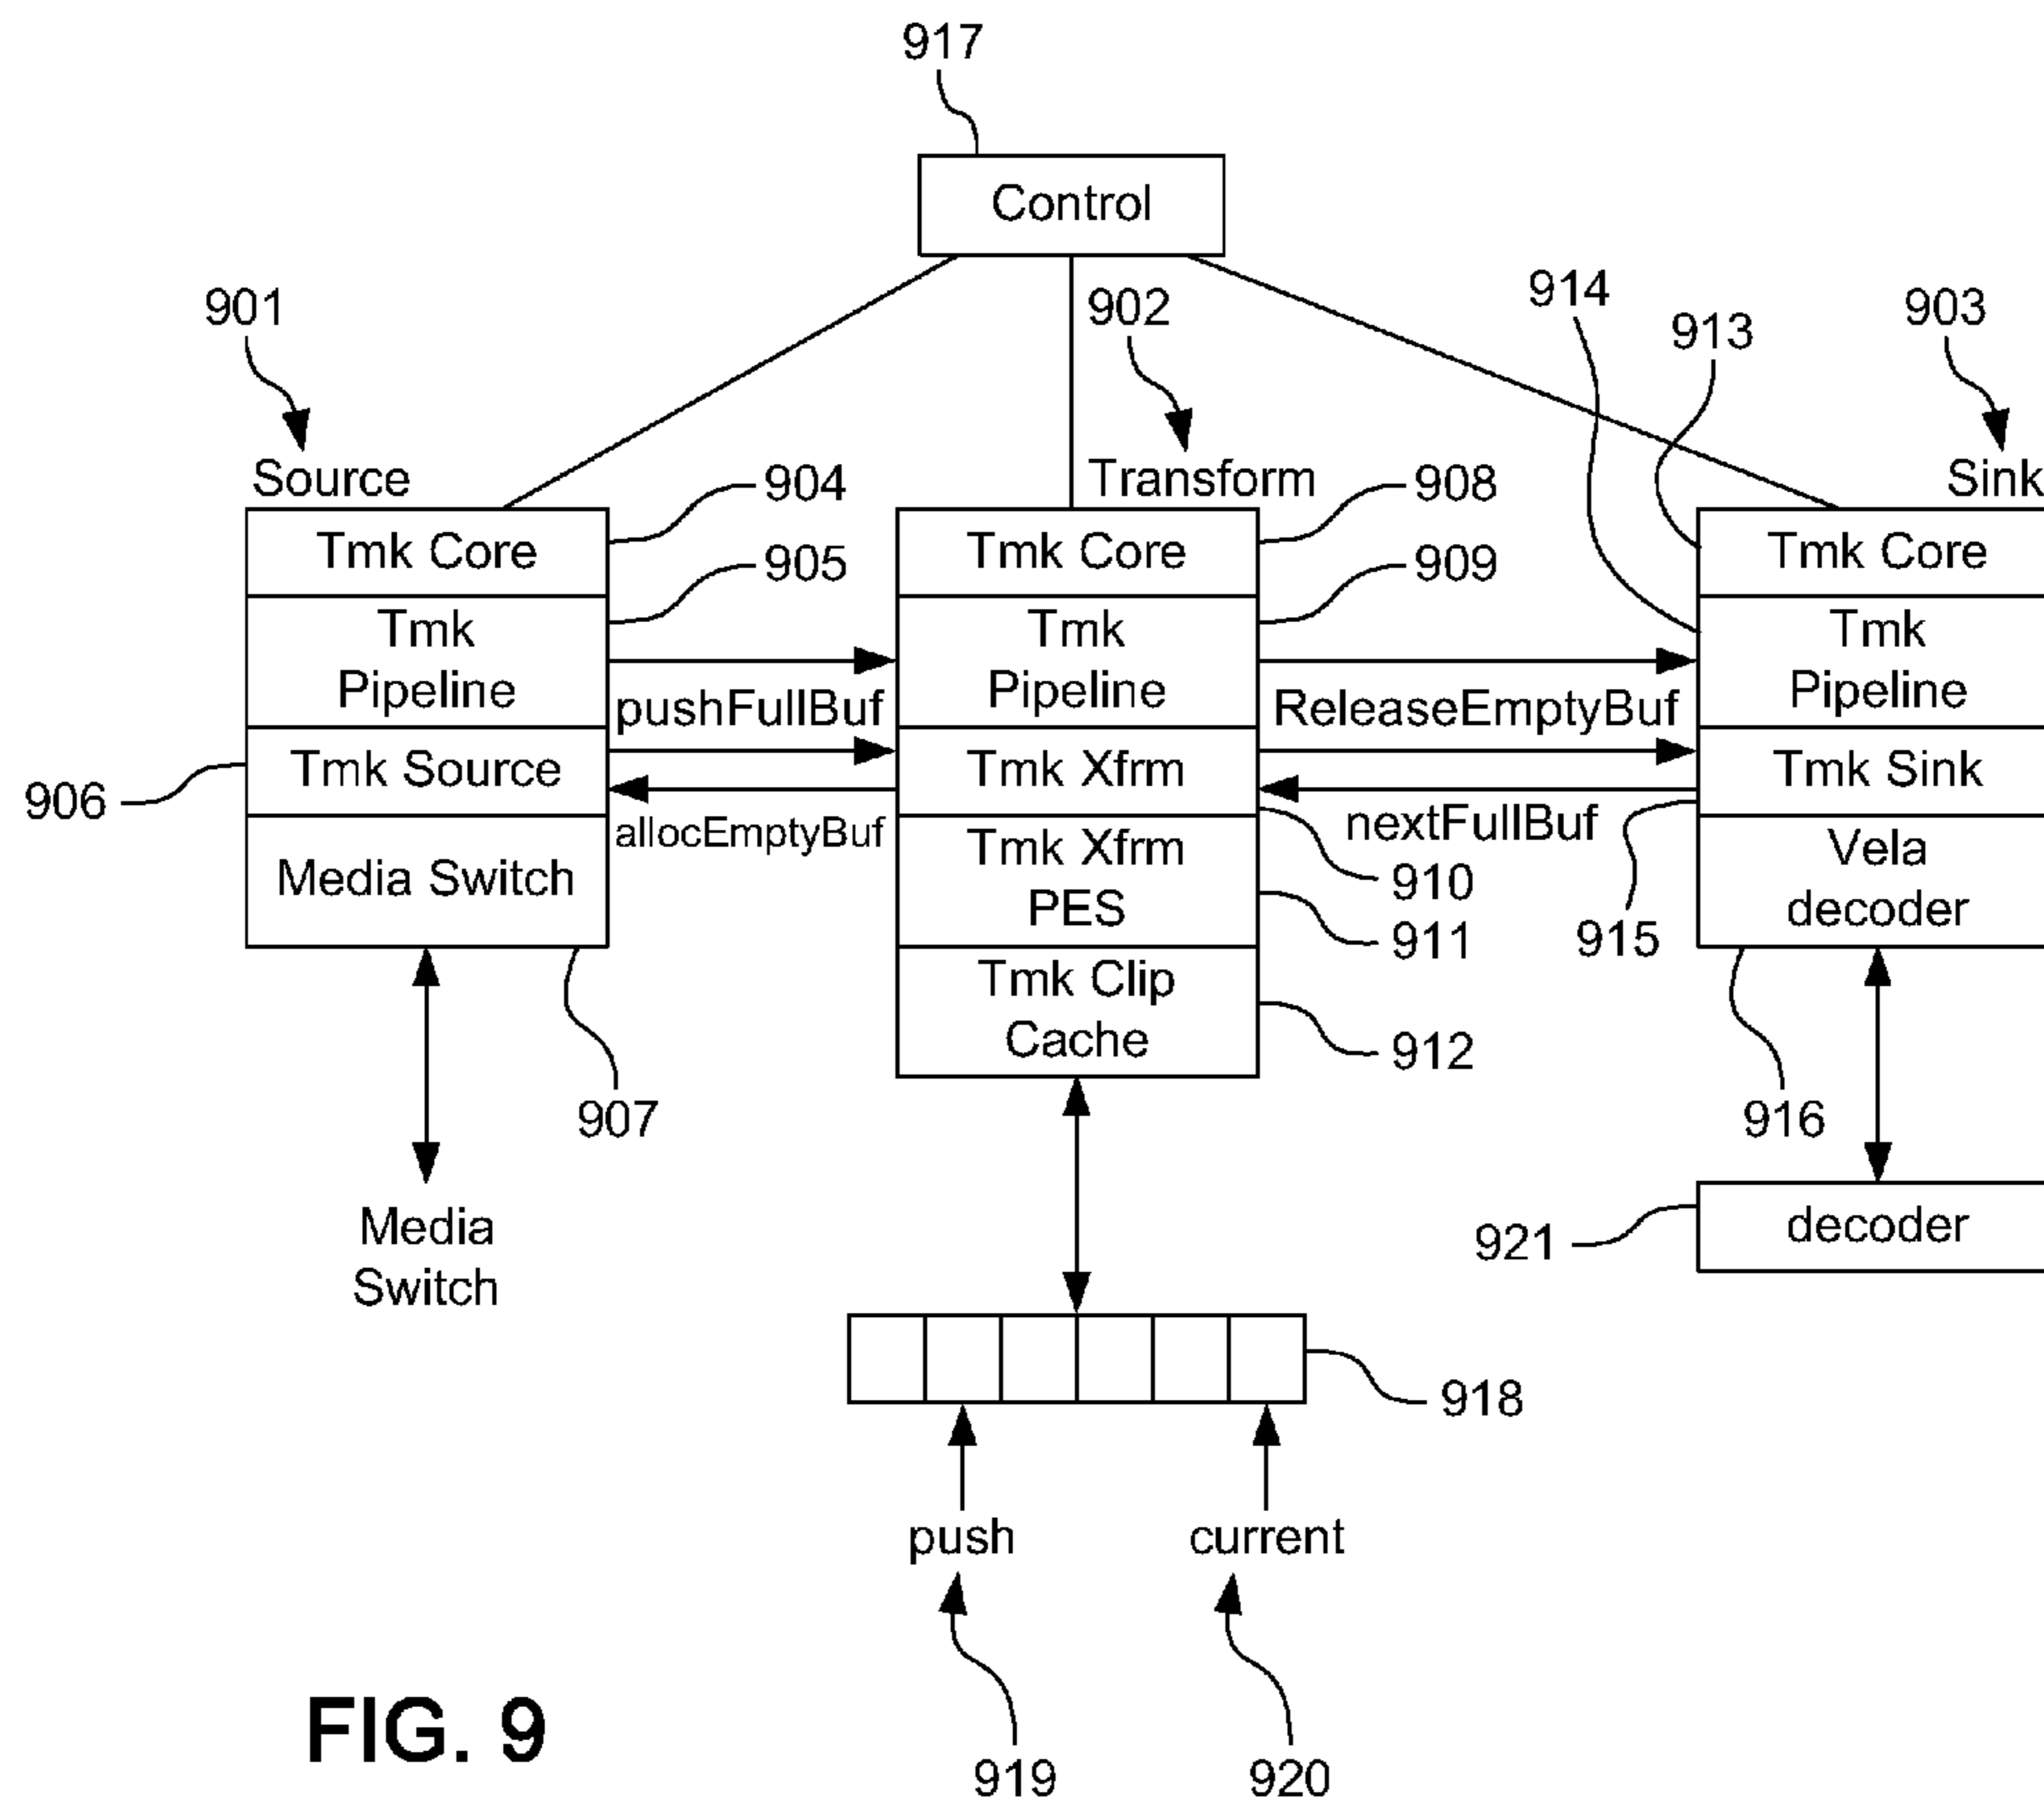 917
Control
901
902
914
913
903
Source
Transform
Sink
904
908
Tmk Core
Tmk Core
Tmk Core
905
909
Tmk
Pipeline
Tmk
Pipeline
Tmk
Pipeline
pushFullBuf
ReleaseEmptyBuf
906
Tmk Source
Tmk Xfrm
Tmk Sink
allocEmptyBuf
nextFullBuf
Media Switch
Tmk Xfrm
PES
Vela
decoder
910
911
915
Tmk Clip
Cache
912
907
916
Media
Switch
921
decoder
918
push
current
FIG. 9
919
920